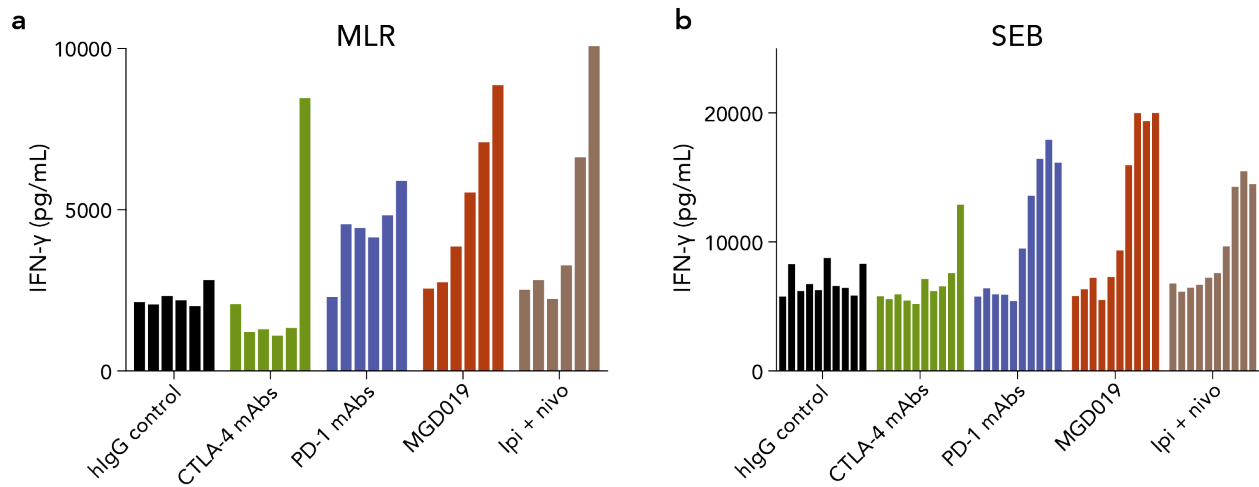 a
MLR
IFN-γ (pg/mL)
10000
5000
0
hIgG control
CTLA-4 mAbs
PD-1 mAbs
MGD019
Ipi + nivo
b
SEB
IFN-γ (pg/mL)
20000
10000
0
hIgG control
CTLA-4 mAbs
PD-1 mAbs
MGD019
Ipi + nivo